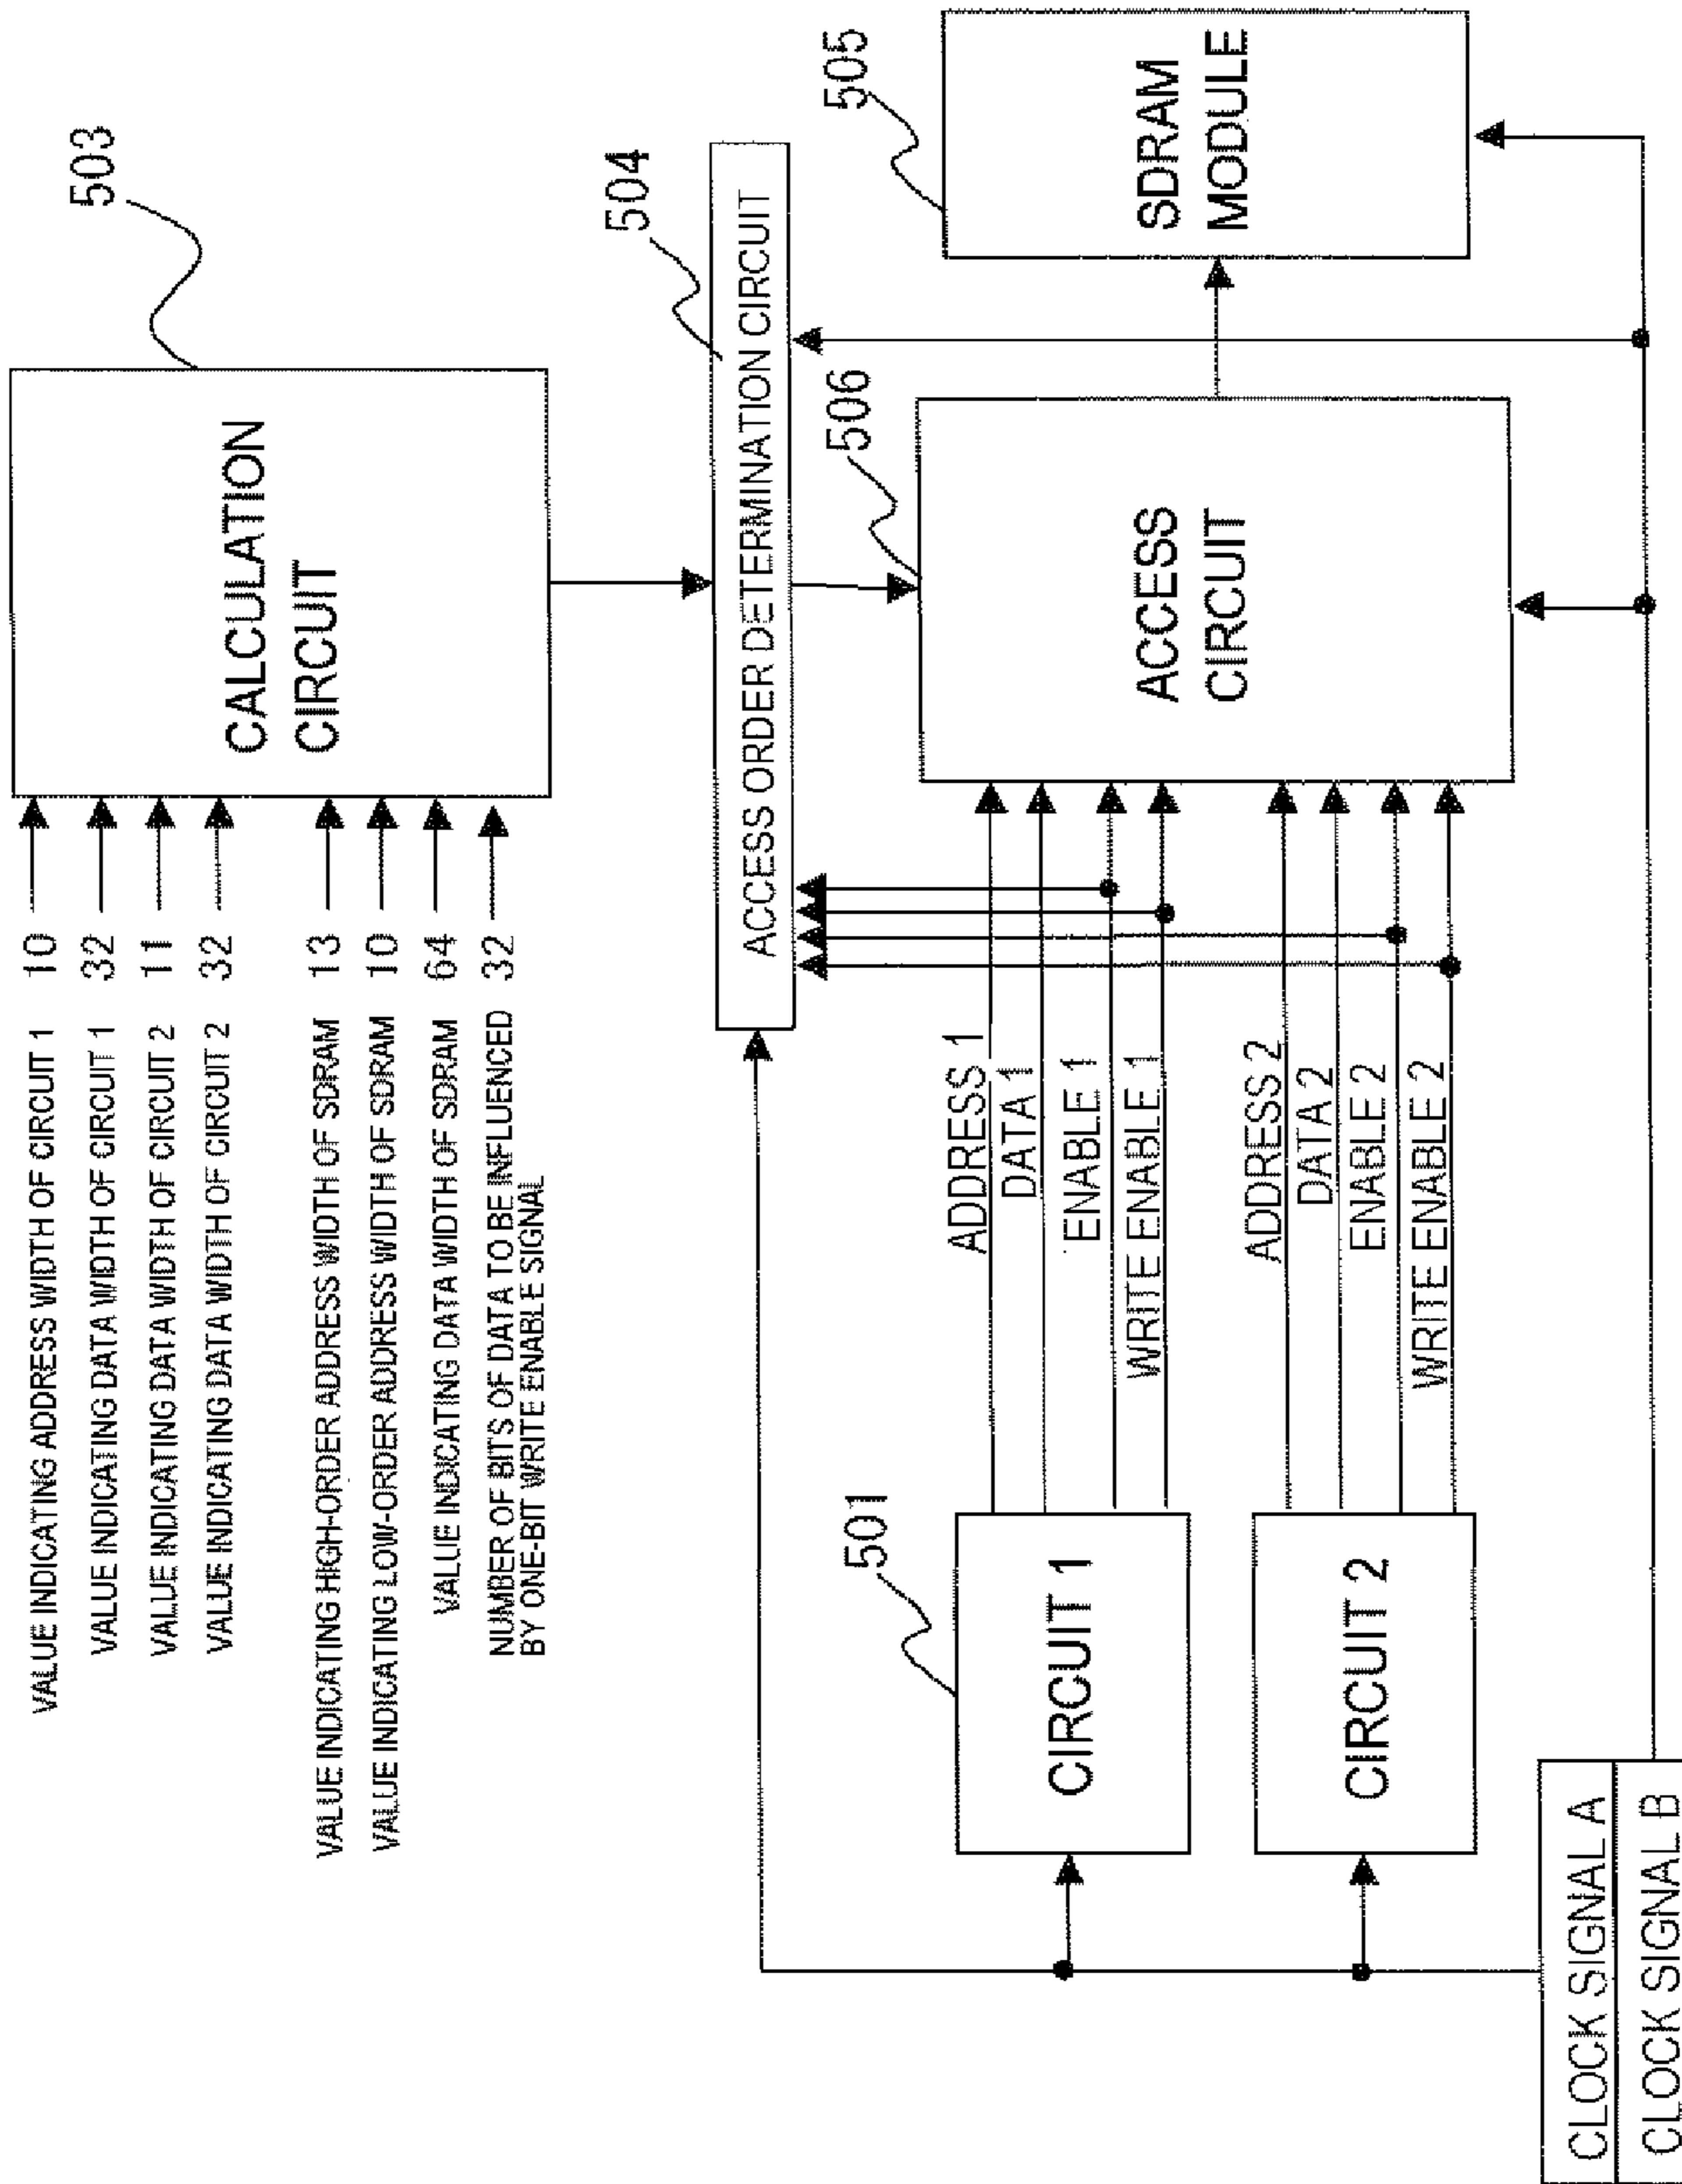 VALUE INDICATING ADDRESS WIDTH OF CIRCUIT 1 10
VALUE INDICATING DATA WIDTH OF CIRCUIT 1 32
VALUE INDICATING DATA WIDTH OF CIRCUIT 2 11
VALUE INDICATING DATA WIDTH OF CIRCUIT 2 32
VALUE INDICATING HIGH-ORDER ADDRESS WIDTH OF SDRAM 13
VALUE INDICATING LOW-ORDER ADDRESS WIDTH OF SDRAM 10
VALUE INDICATING DATA WIDTH OF SDRAM 64
NUMBER OF BITS OF DATA TO BE INFLUENCED 32
BY ONE-BIT WRITE ENABLE SIGNAL
CALCULATION
CIRCUIT
503
ACCESS ORDER DETERMINATION CIRCUIT
504
501
CIRCUIT 1
ADDRESS 1
DATA 1
ENABLE 1
WRITE ENABLE 1
CIRCUIT 2
ADDRESS 2
DATA 2
ENABLE 2
WRITE ENABLE 2
506
ACCESS
CIRCUIT
505
SDRAM
MODULE
CLOCK SIGNAL A
CLOCK SIGNAL B